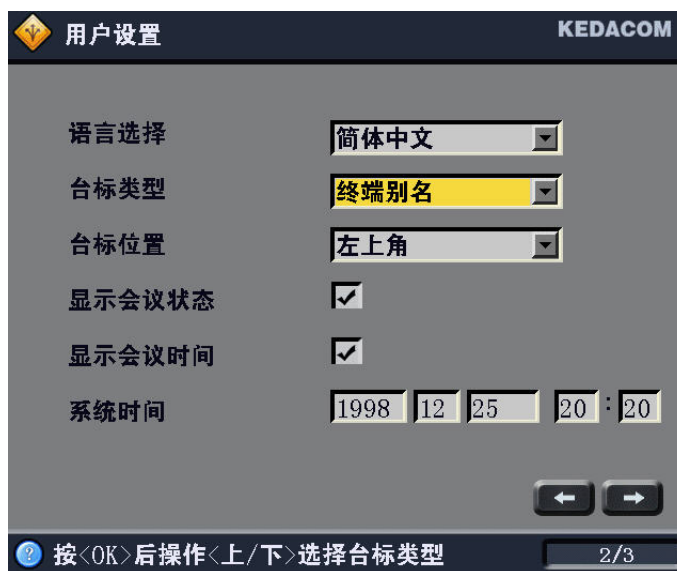 用户设置 KEDACOM
语言选择 简体中文
台标类型 终端别名
台标位置 左上角
显示会议状态
显示会议时间
系统时间 1998 12 25 20 : 20
按<OK>后操作<上/下>选择台标类型 2/3